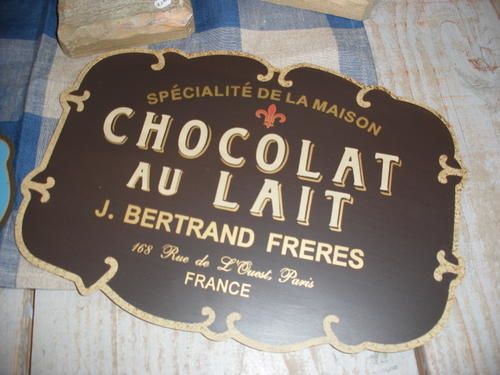 SPÉCIALITÉ DE LA MAISON
CHOCOLAT
AU LAIT
J. BERTRAND FRERES
168 Rue de L'Ouest, Paris
FRANCE